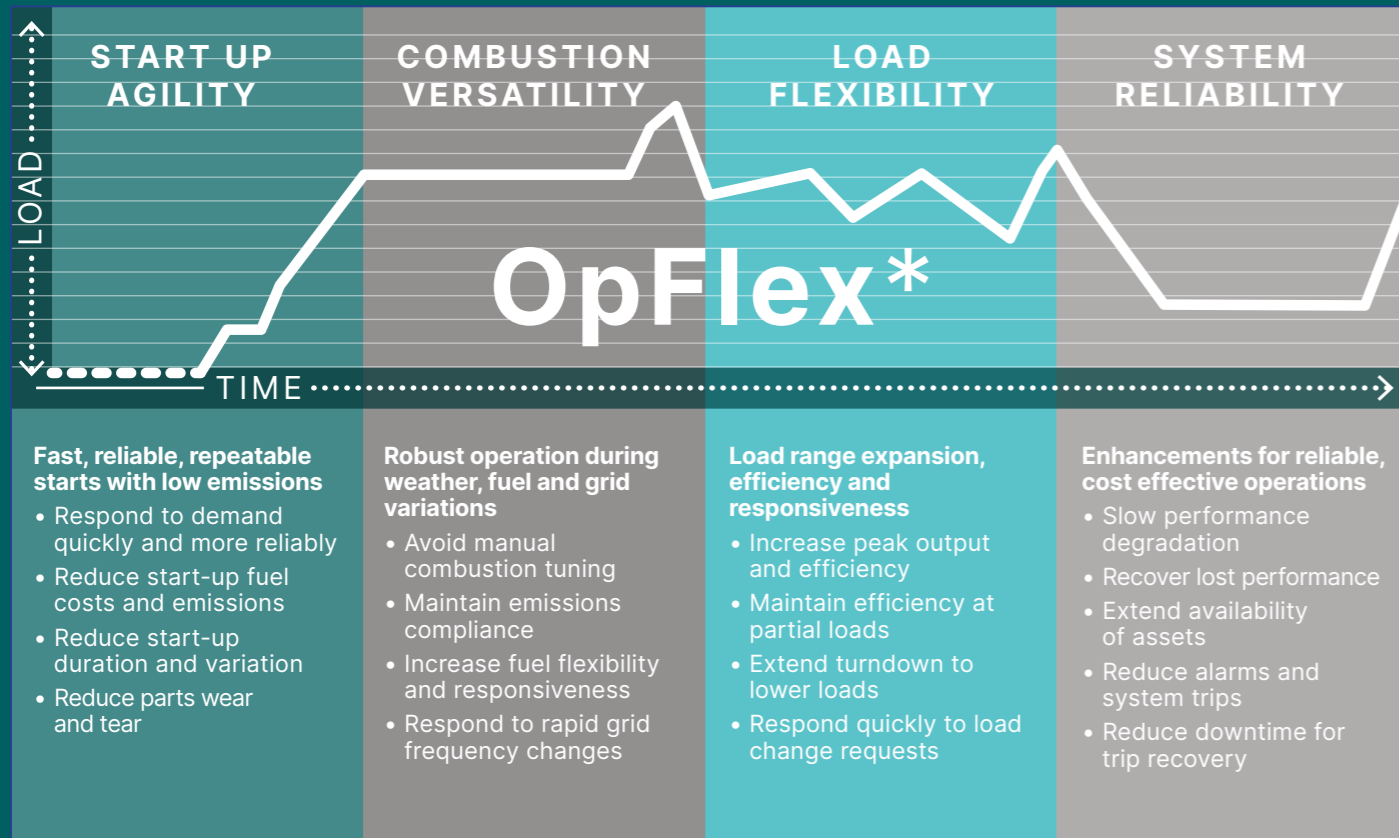 START UP
AGILITY
COMBUSTION
VERSATILITY
LOAD
FLEXIBILITY
SYSTEM
RELIABILITY
LOAD
OpFlex*
TIME
Fast, reliable, repeatable
starts with low emissions
• Respond to demand
quickly and more reliably
• Reduce start-up fuel
costs and emissions
• Reduce start-up
duration and variation
• Reduce parts wear
and tear
Robust operation during
weather, fuel and grid
variations
• Avoid manual
combustion tuning
• Maintain emissions
compliance
• Increase fuel flexibility
and responsiveness
• Respond to rapid grid
frequency changes
Load range expansion,
efficiency and
responsiveness
• Increase peak output
and efficiency
• Maintain efficiency at
partial loads
• Extend turndown to
lower loads
• Respond quickly to load
change requests
Enhancements for reliable,
cost effective operations
• Slow performance
degradation
• Recover lost performance
• Extend availability
of assets
• Reduce alarms and
system trips
• Reduce downtime for
trip recovery